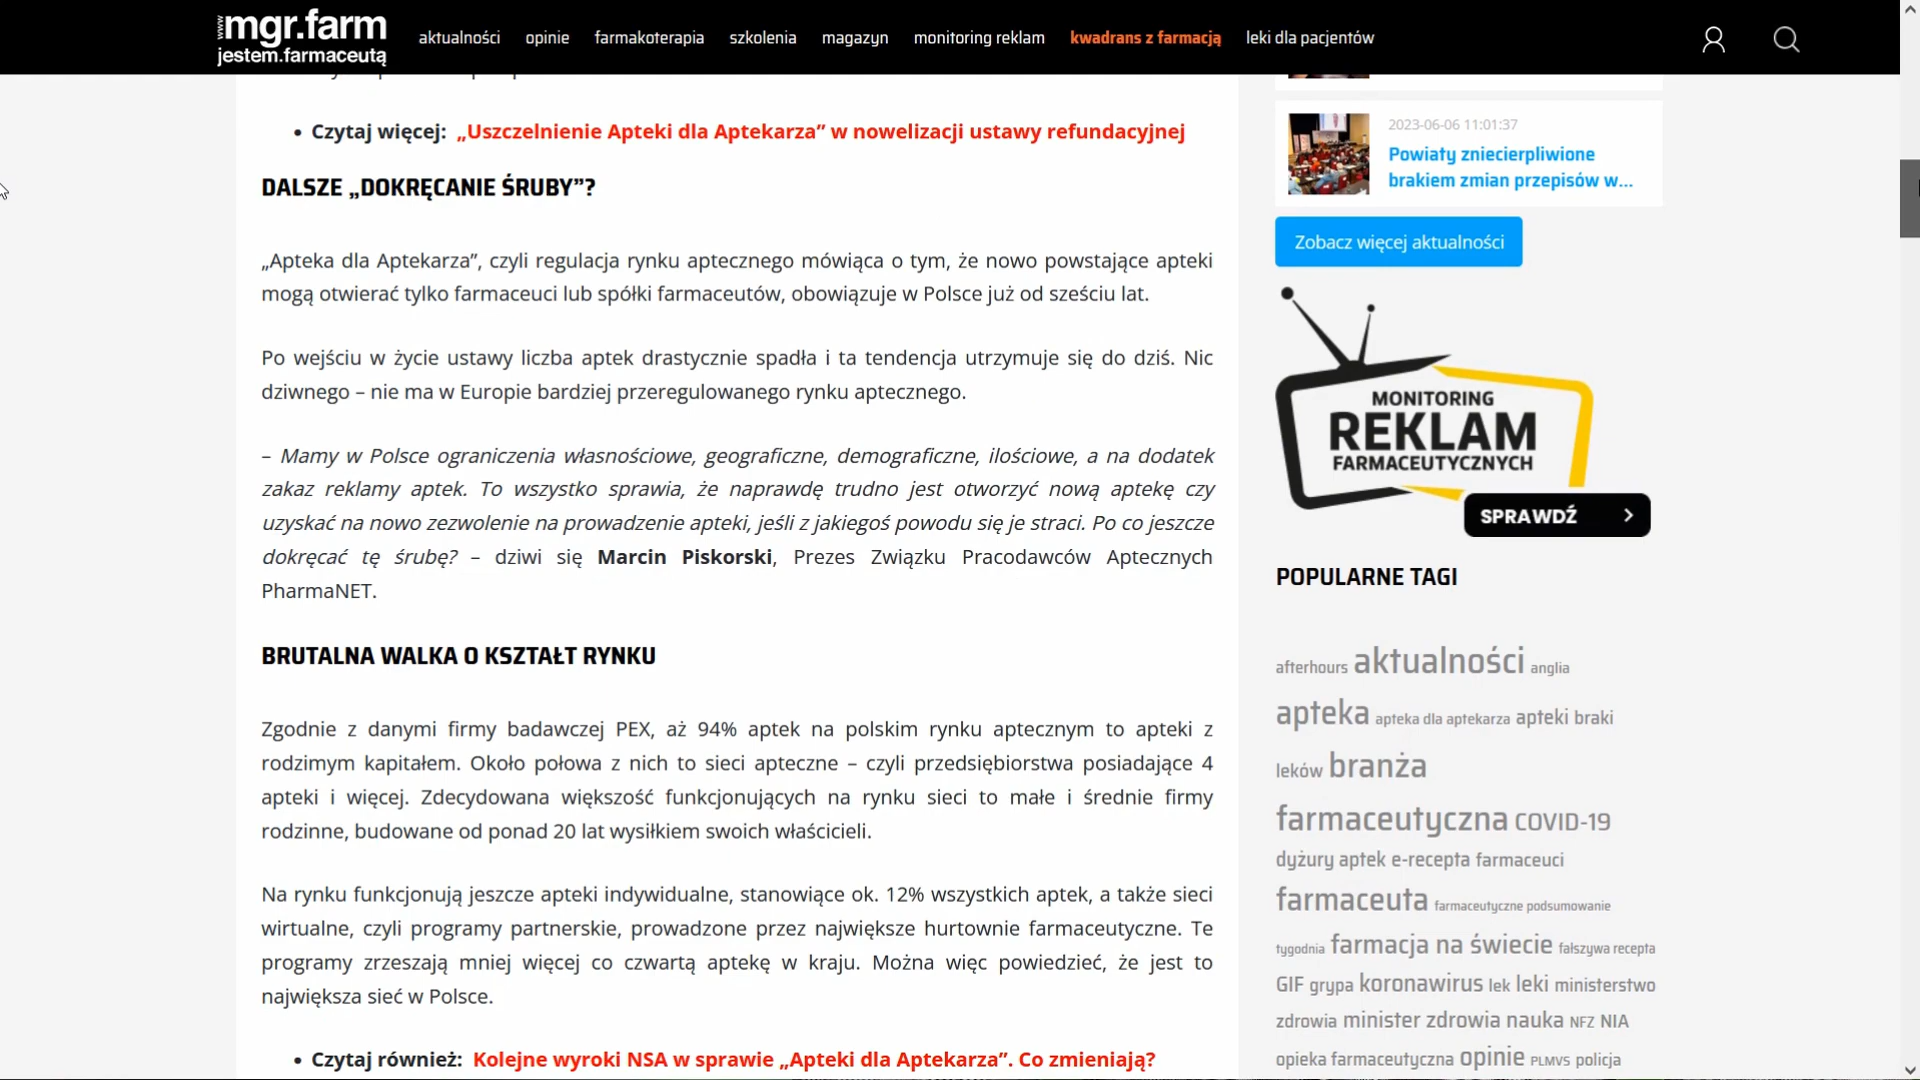 www.mgr.farm
jestem.farmaceutą
aktualności opinie farmakoterapia szkolenia magazyn monitoring reklam kwadrans z farmacją leki dla pacjentów
• Czytaj więcej: „Uszczelnienie Apteki dla Aptekarza” w nowelizacji ustawy refundacyjnej
DALSZE „DOKRĘCANIE ŚRUBY”?
„Apteka dla Aptekarza”, czyli regulacja rynku aptecznego mówiąca o tym, że nowo powstające apteki
mogą otwierać tylko farmaceuci lub spółki farmaceutów, obowiązuje w Polsce już od sześciu lat.
Po wejściu w życie ustawy liczba aptek drastycznie spadła i ta tendencja utrzymuje się do dziś. Nic
dziwnego – nie ma w Europie bardziej przeregulowanego rynku aptecznego.
– Mamy w Polsce ograniczenia własnościowe, geograficzne, demograficzne, ilościowe, a na dodatek
zakaz reklamy aptek. To wszystko sprawia, że naprawdę trudno jest otworzyć nową aptekę czy
uzyskać na nowo zezwolenie na prowadzenie apteki, jeśli z jakiegoś powodu się je straci. Po co jeszcze
dokręcać tę śrubę? – dziwi się Marcin Piskorski, Prezes Związku Pracodawców Aptecznych
PharmaNET.
BRUTALNA WALKA O KSZTAŁT RYNKU
Zgodnie z danymi firmy badawczej PEX, aż 94% aptek na polskim rynku aptecznym to apteki z
rodzimym kapitałem. Około połowa z nich to sieci apteczne – czyli przedsiębiorstwa posiadające 4
apteki i więcej. Zdecydowana większość funkcjonujących na rynku sieci to małe i średnie firmy
rodzinne, budowane od ponad 20 lat wysiłkiem swoich właścicieli.
Na rynku funkcjonują jeszcze apteki indywidualne, stanowiące ok. 12% wszystkich aptek, a także sieci
wirtualne, czyli programy partnerskie, prowadzone przez największe hurtownie farmaceutyczne. Te
programy zrzeszają mniej więcej co czwartą aptekę w kraju. Można więc powiedzieć, że jest to
największa sieć w Polsce.
• Czytaj również: Kolejne wyroki NSA w sprawie „Apteki dla Aptekarza”. Co zmieniają?
2023-06-06 11:01:37
Powiaty zniecierpliwione
brakiem zmian przepisów w...
Zobacz więcej aktualności
MONITORING
REKLAM
FARMACEUTYCZNYCH
SPRAWDŹ
POPULARNE TAGI
afterhours aktualności anglia
apteka apteka dla aptekarza apteki braki
leków branża
farmaceutyczna COVID-19
dyżury aptek e-recepta farmaceuci
farmaceuta farmaceutyczne podsumowanie
tygodnia farmacja na świecie fałszywa recepta
GIF grypa koronawirus lek leki ministerstwo
zdrowia minister zdrowia nauka NFZ NIA
opieka farmaceutyczna opinie PLMVS policja